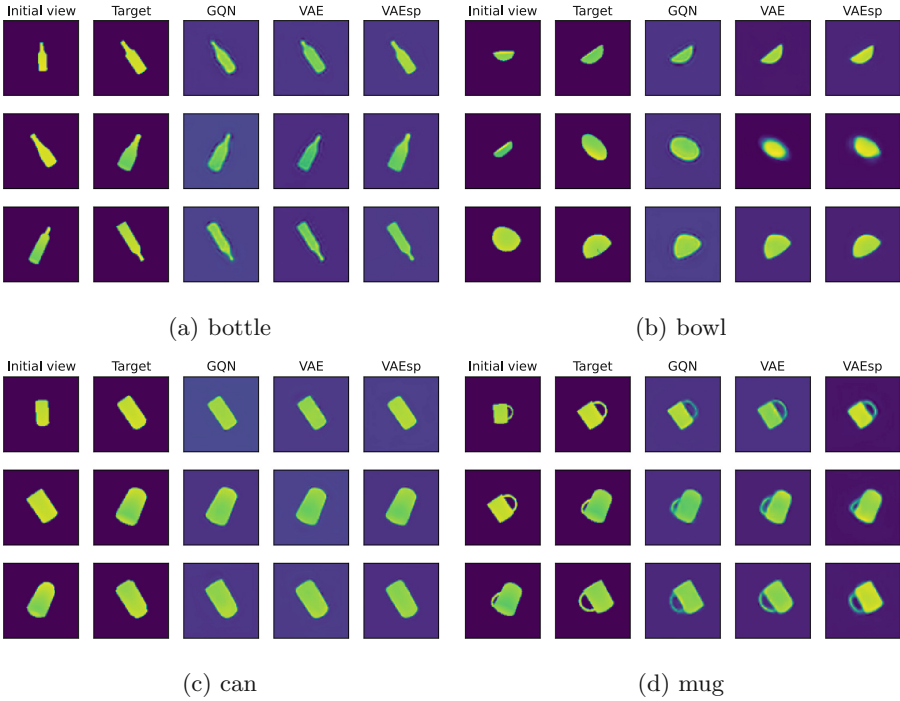 Initial view Target GQN VAE VAEsp
Initial view Target GQN VAE VAEsp
(a) bottle
(b) bowl
Initial view Target GQN VAE VAEsp
Initial view Target GQN VAE VAEsp
(c) can
(d) mug